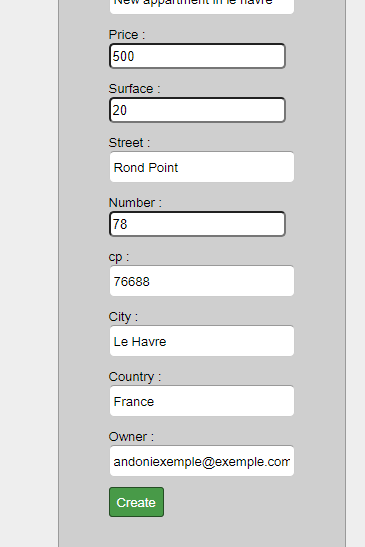 New appartment in le havre
Price :
500
Surface :
20
Street :
Rond Point
Number :
78
cp :
76688
City :
Le Havre
Country :
France
Owner :
andoniexemple@exemple.com
Create